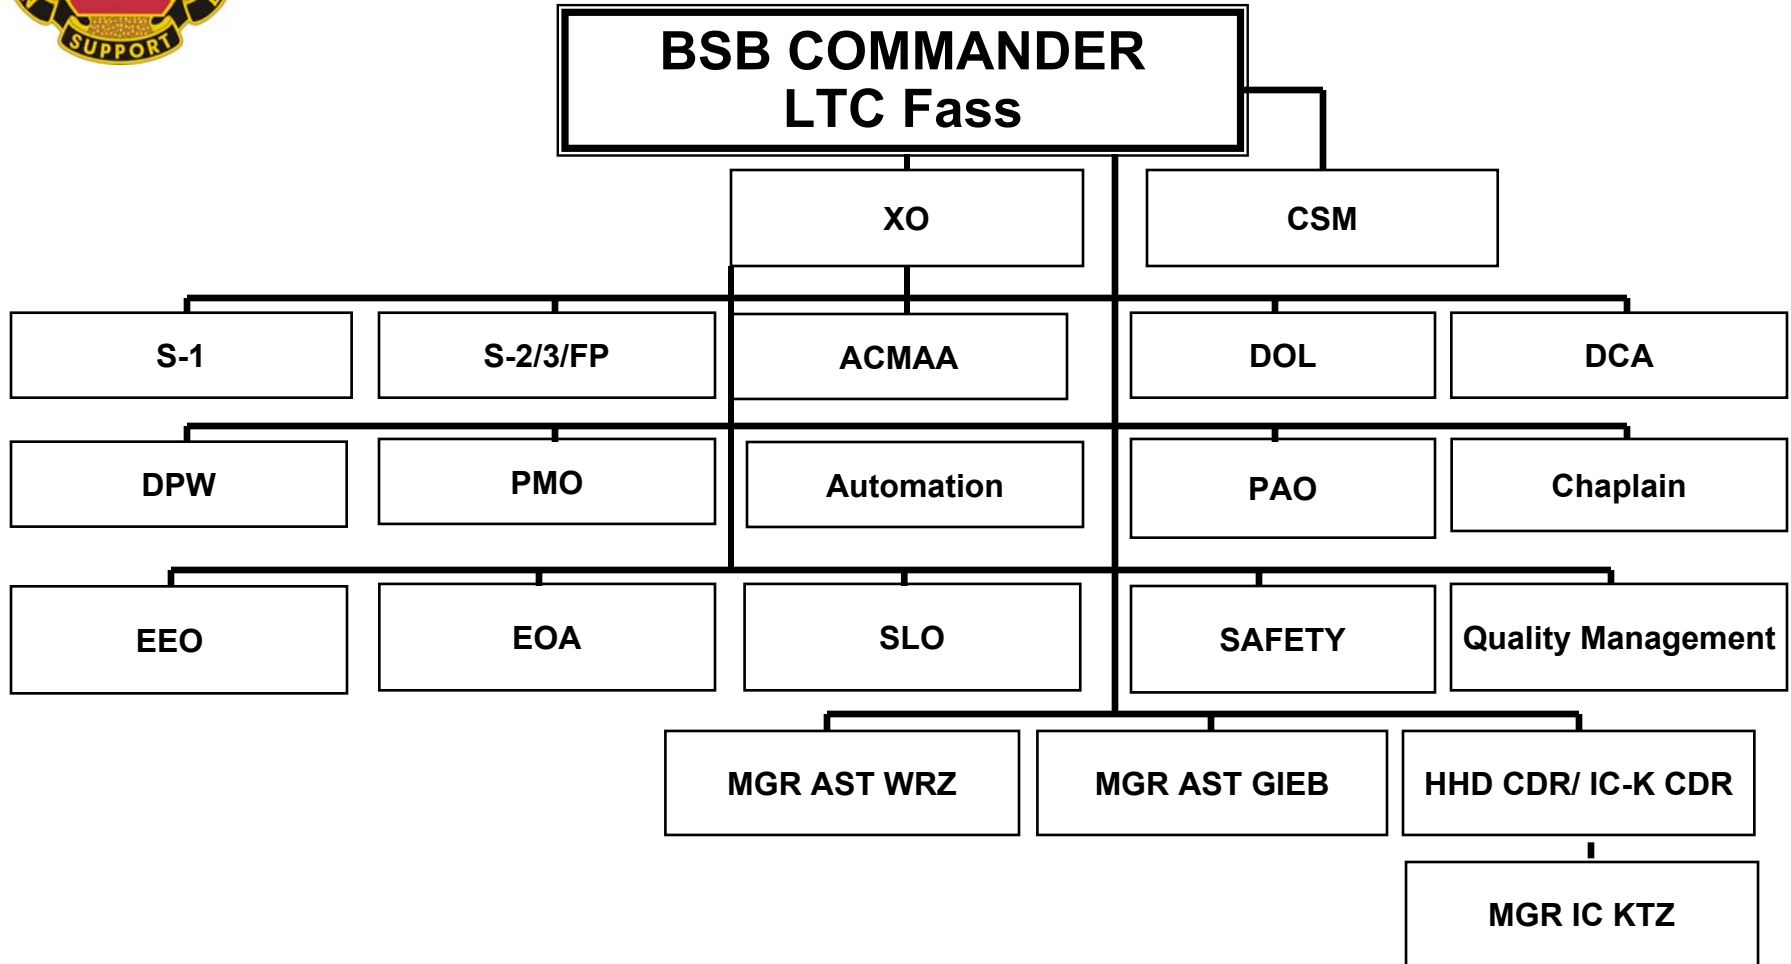 SUPPORT
BSB COMMANDER
LTC Fass
XO
CSM
S-1
S-2/3/FP
ACMAA
DOL
DCA
DPW
PMO
Automation
PAO
Chaplain
EEO
EOA
SLO
SAFETY
Quality Management
MGR AST WRZ
MGR AST GIEB
HHD CDR/ IC-K CDR
MGR IC KTZ